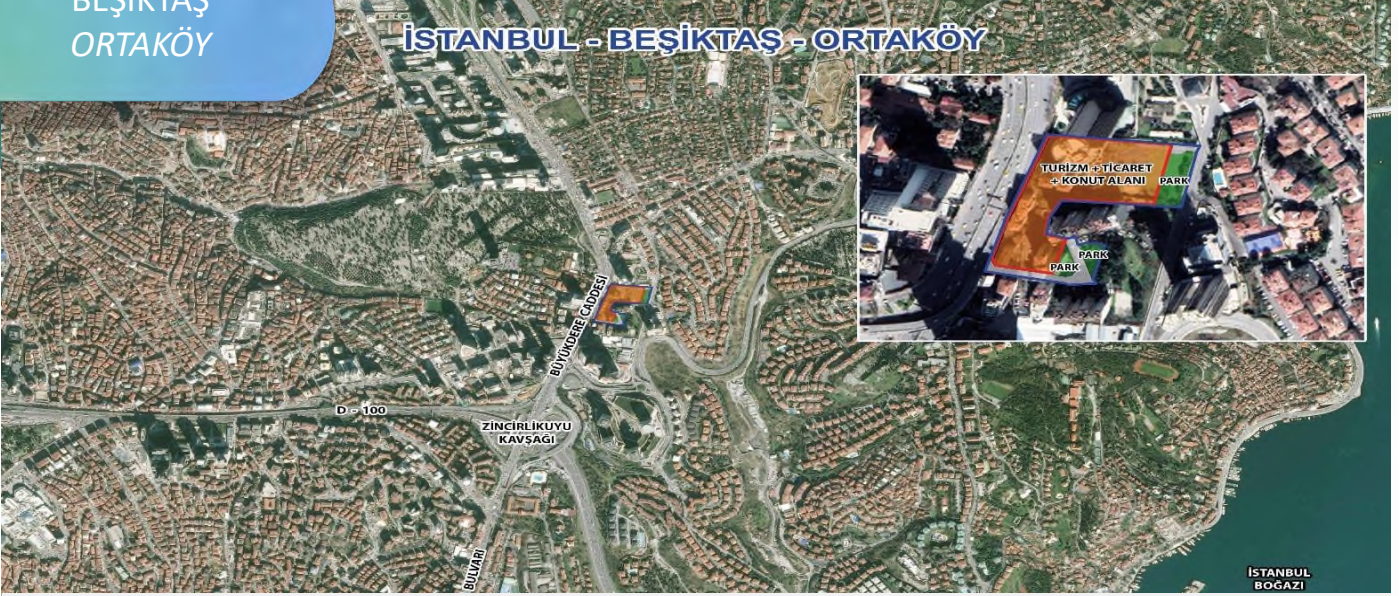 BEŞİKTAŞ
ORTAKÖY
İSTANBUL - BEŞİKTAŞ - ORTAKÖY
TURİZM + TİCARET
+ KONUT ALANI
PARK
PARK
PARK
BÜYÜKDERE CADDESİ
D - 100
ZİNCİRLİKUYU
KAVŞAĞI
BULVARI
İSTANBUL
BOĞAZI